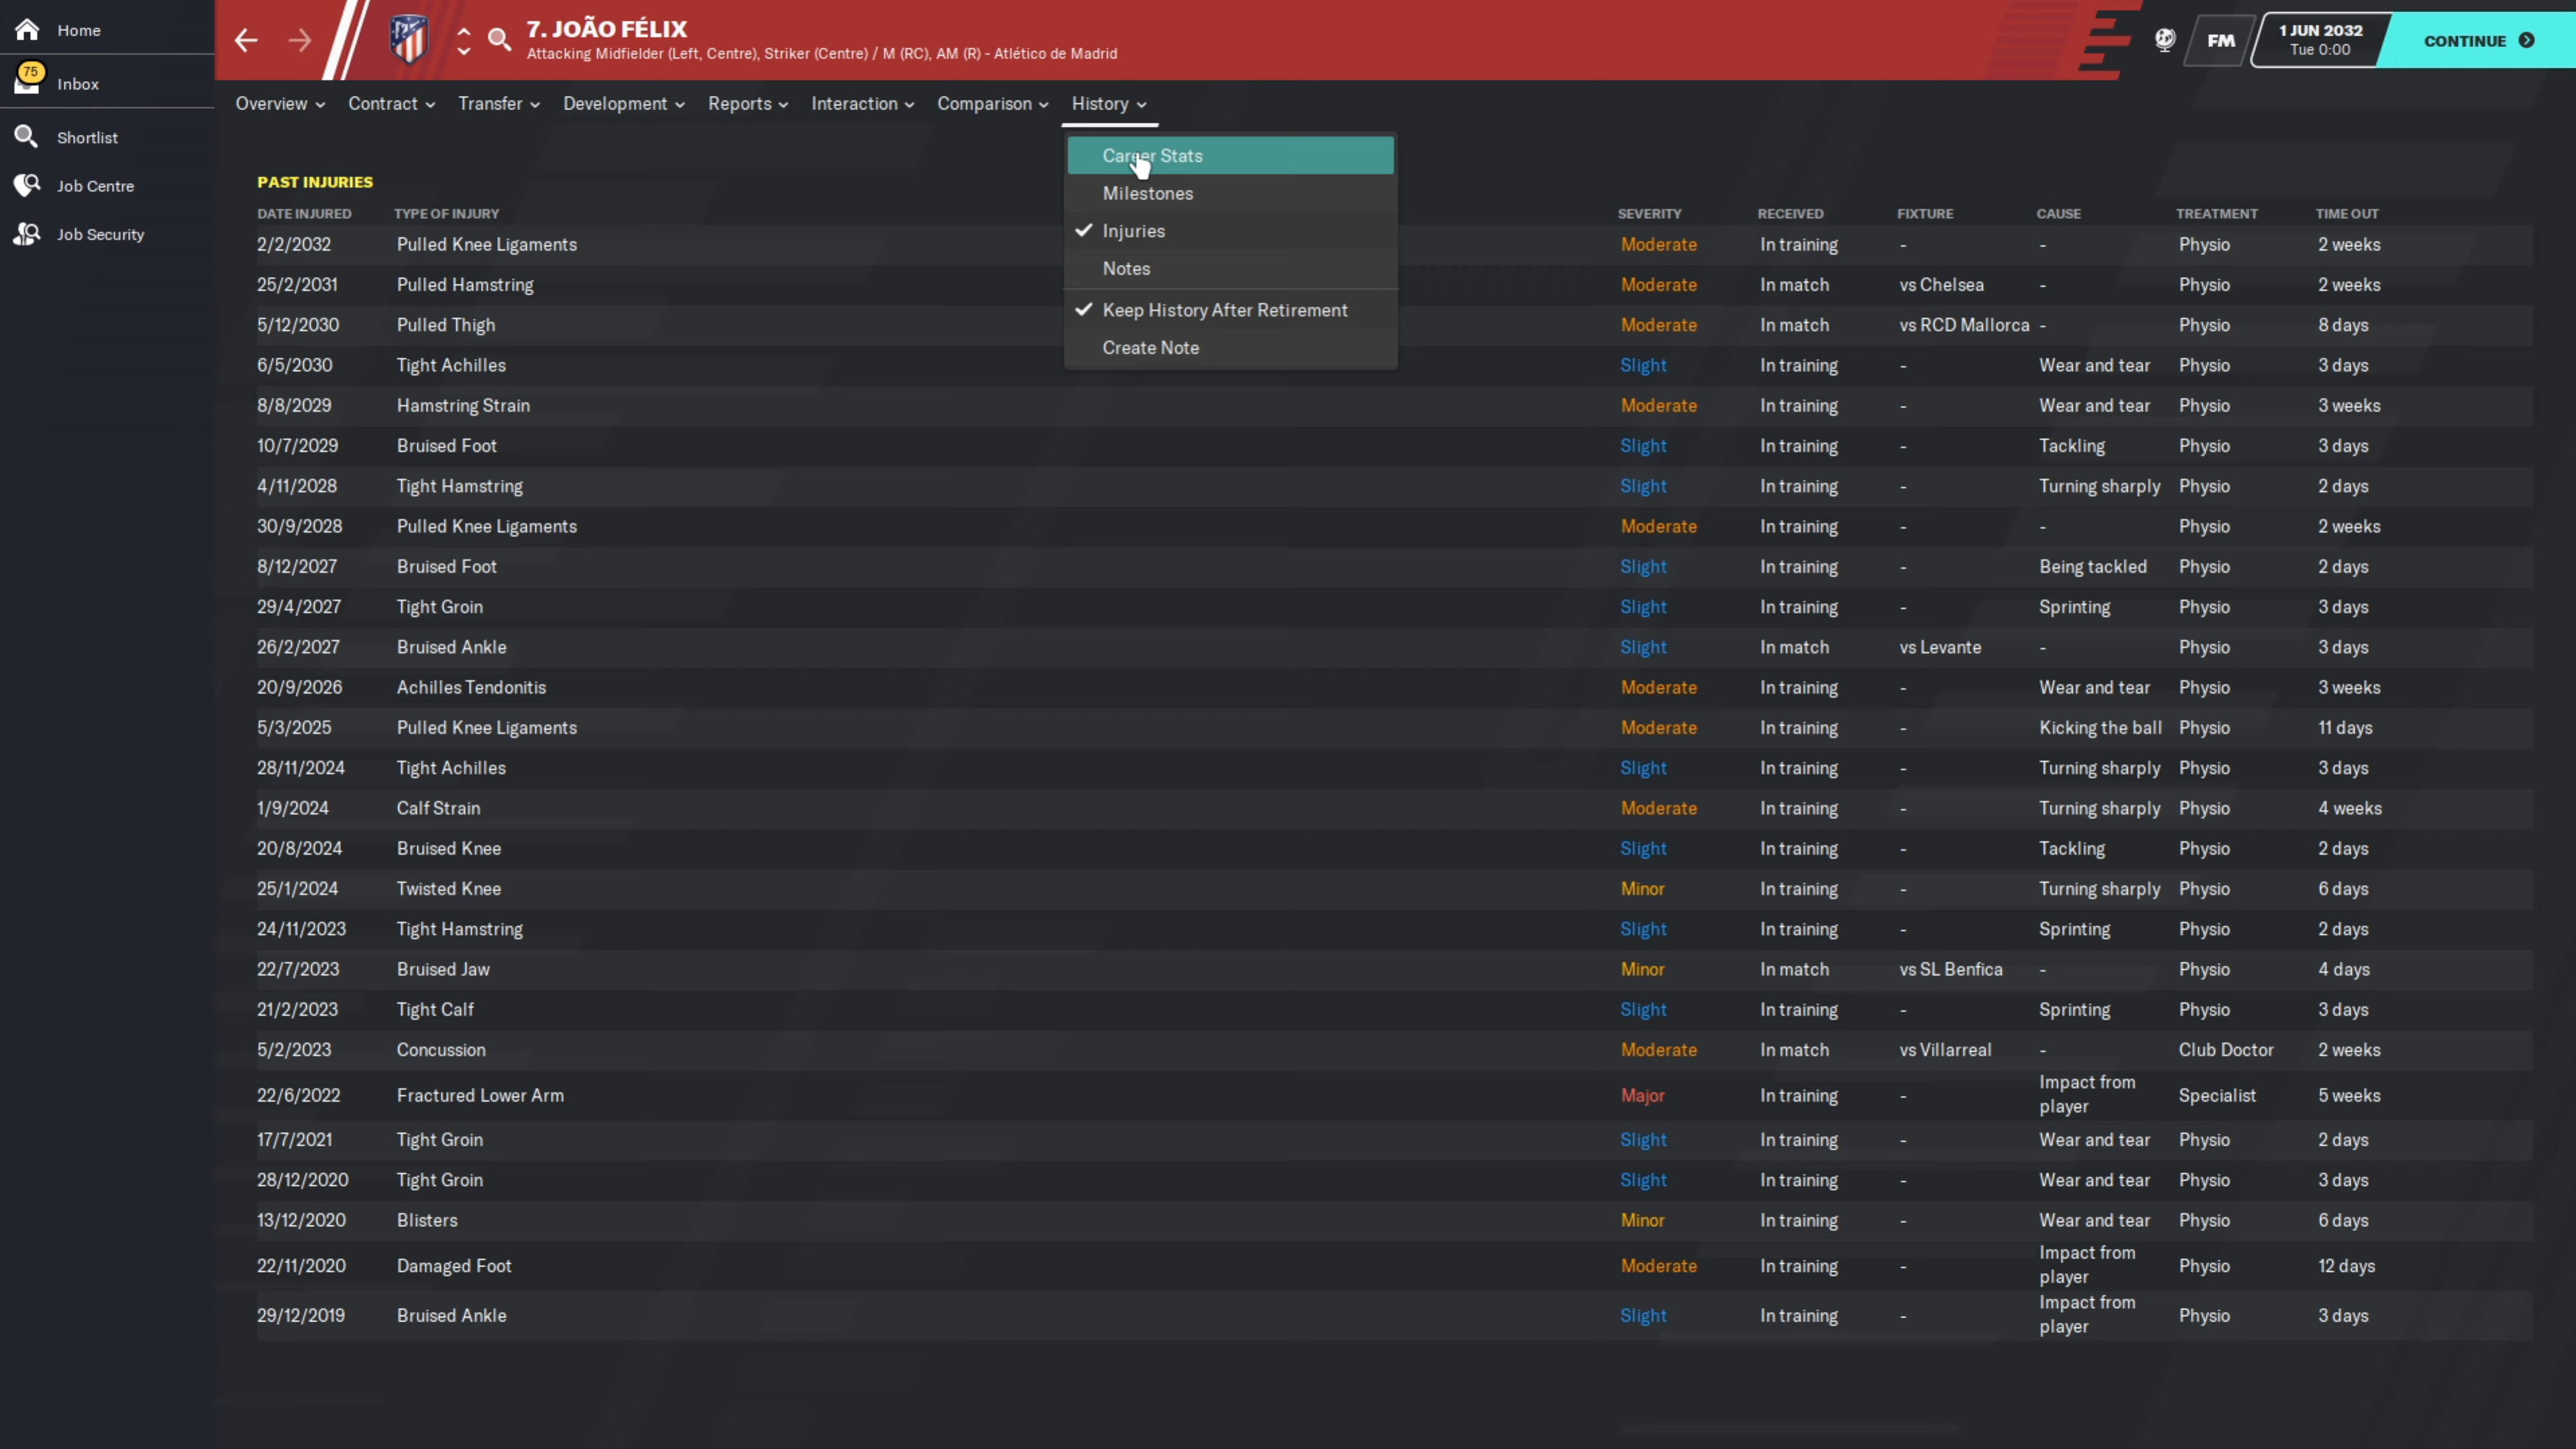 Home
75
Inbox
Shortlist
Job Centre
Job Security
7. JOÃO FÉLIX
Attacking Midfielder (Left, Centre), Striker (Centre) / M (RC), AM (R) - Atlético de Madrid
FM
1 JUN 2032
Tue 0:00
CONTINUE
Overview Contract Transfer Development Reports Interaction Comparison History
Career Stats
Milestones
Injuries
Notes
Keep History After Retirement
Create Note
PAST INJURIES
DATE INJURED TYPE OF INJURY SEVERITY RECEIVED FIXTURE CAUSE TREATMENT TIME OUT
2/2/2032 Pulled Knee Ligaments Moderate In training - - Physio 2 weeks
25/2/2031 Pulled Hamstring Moderate In match vs Chelsea - Physio 2 weeks
5/12/2030 Pulled Thigh Moderate In match vs RCD Mallorca - Physio 8 days
6/5/2030 Tight Achilles Slight In training - Wear and tear Physio 3 days
8/8/2029 Hamstring Strain Moderate In training - Wear and tear Physio 3 weeks
10/7/2029 Bruised Foot Slight In training - Tackling Physio 3 days
4/11/2028 Tight Hamstring Slight In training - Turning sharply Physio 2 days
30/9/2028 Pulled Knee Ligaments Moderate In training - - Physio 2 weeks
8/12/2027 Bruised Foot Slight In training - Being tackled Physio 2 days
29/4/2027 Tight Groin Slight In training - Sprinting Physio 3 days
26/2/2027 Bruised Ankle Slight In match vs Levante - Physio 3 days
20/9/2026 Achilles Tendonitis Moderate In training - Wear and tear Physio 3 weeks
5/3/2025 Pulled Knee Ligaments Moderate In training - Kicking the ball Physio 11 days
28/11/2024 Tight Achilles Slight In training - Turning sharply Physio 3 days
1/9/2024 Calf Strain Moderate In training - Turning sharply Physio 4 weeks
20/8/2024 Bruised Knee Slight In training - Tackling Physio 2 days
25/1/2024 Twisted Knee Minor In training - Turning sharply Physio 6 days
24/11/2023 Tight Hamstring Slight In training - Sprinting Physio 2 days
22/7/2023 Bruised Jaw Minor In match vs SL Benfica - Physio 4 days
21/2/2023 Tight Calf Slight In training - Sprinting Physio 3 days
5/2/2023 Concussion Moderate In match vs Villarreal - Club Doctor 2 weeks
22/6/2022 Fractured Lower Arm Major In training - Impact from player Specialist 5 weeks
17/7/2021 Tight Groin Slight In training - Wear and tear Physio 2 days
28/12/2020 Tight Groin Slight In training - Wear and tear Physio 3 days
13/12/2020 Blisters Minor In training - Wear and tear Physio 6 days
22/11/2020 Damaged Foot Moderate In training - Impact from player Physio 12 days
29/12/2019 Bruised Ankle Slight In training - Impact from player Physio 3 days